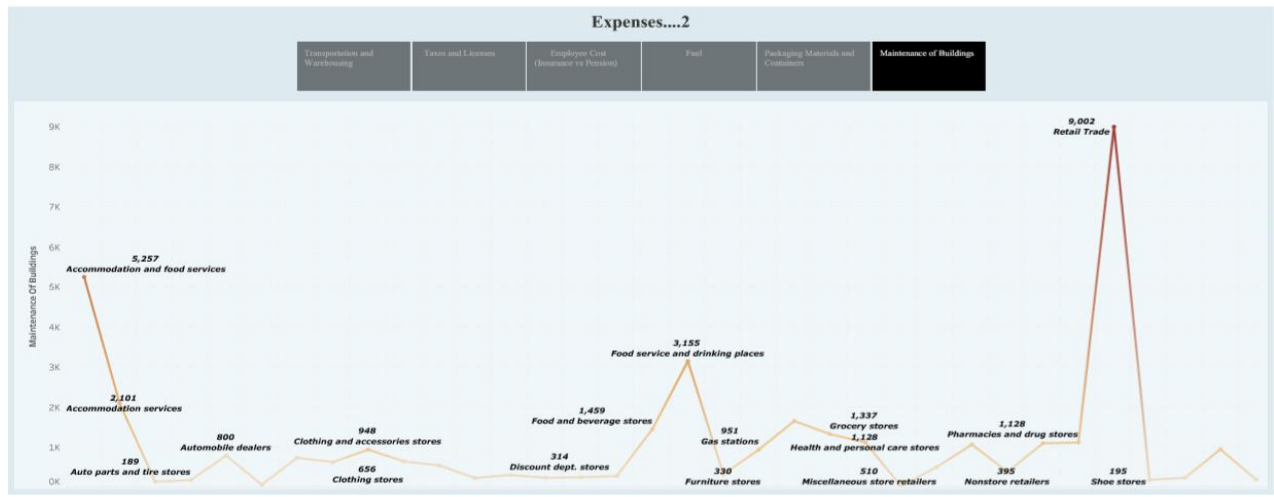 Expenses....2
Transportation and
Warehousing
Taxes and Licenses
Employee Cost
(Insurance vs Pension)
Fuel
Packaging Materials and
Containers
Maintenance of Buildings
Maintenance Of Buildings
9K
8K
7K
6K
5K
4K
3K
2K
1K
0K
5,257
Accommodation and food services
2,101
Accommodation services
189
Auto parts and tire stores
800
Automobile dealers
948
Clothing and accessories stores
656
Clothing stores
314
Discount dept. stores
1,459
Food and beverage stores
3,155
Food service and drinking places
951
Gas stations
330
Furniture stores
1,337
Grocery stores
1,128
Health and personal care stores
510
Miscellaneous store retailers
1,128
Pharmacies and drug stores
395
Nonstore retailers
9,002
Retail Trade
195
Shoe stores